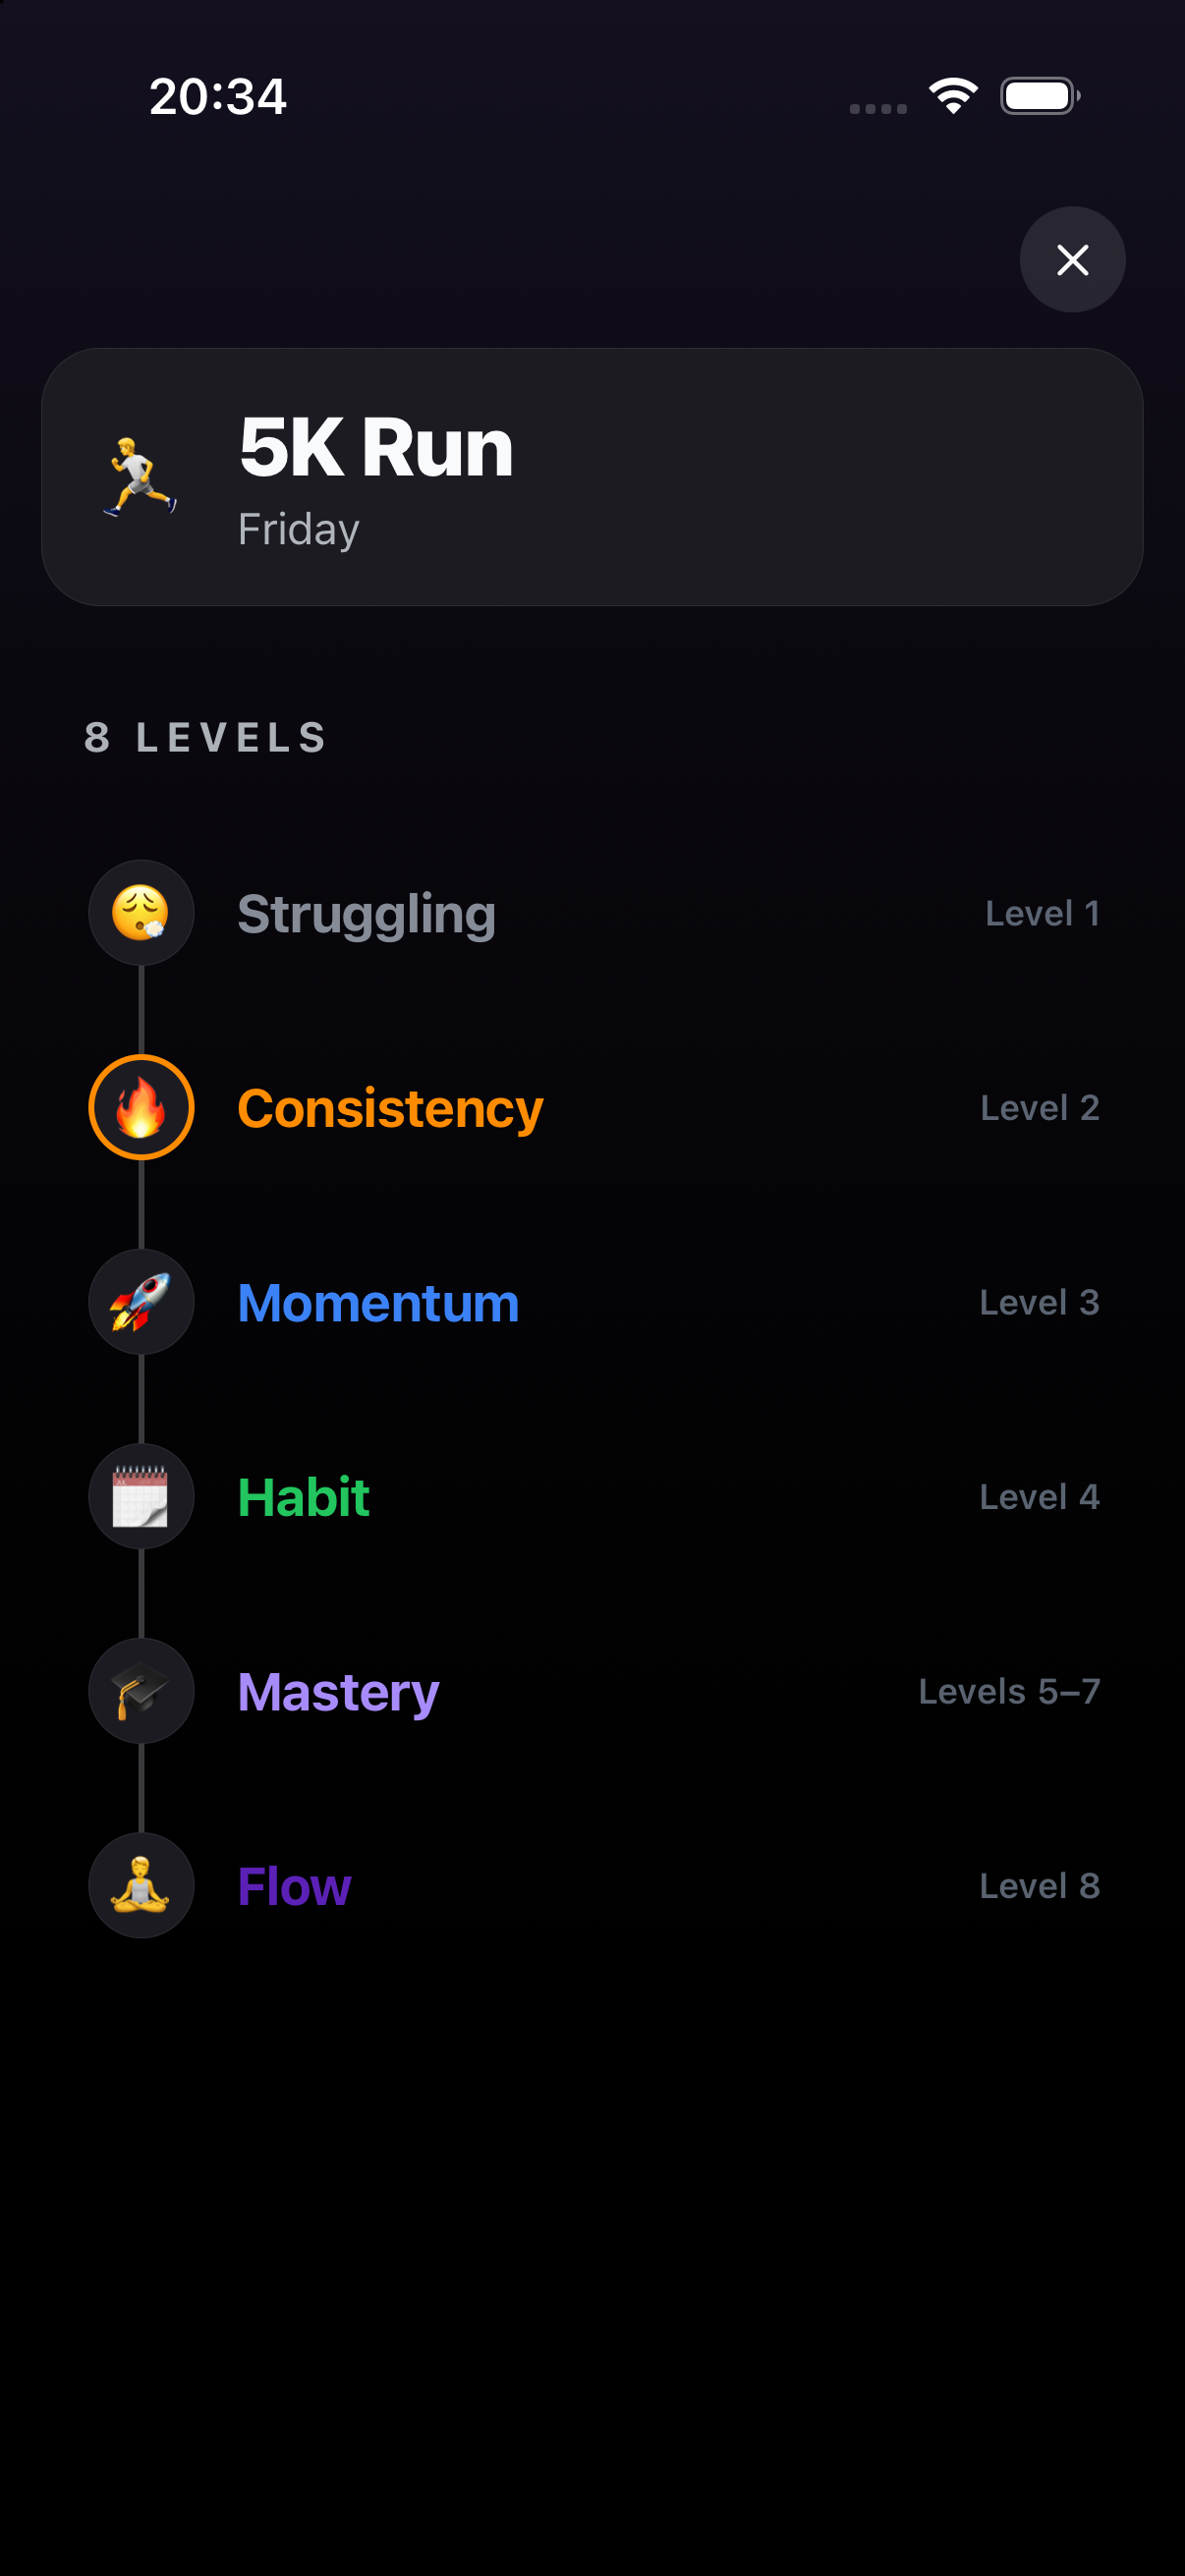 20:34
5K Run
Friday
8 LEVELS
Struggling Level 1
Consistency Level 2
Momentum Level 3
Habit Level 4
Mastery Levels 5–7
Flow Level 8